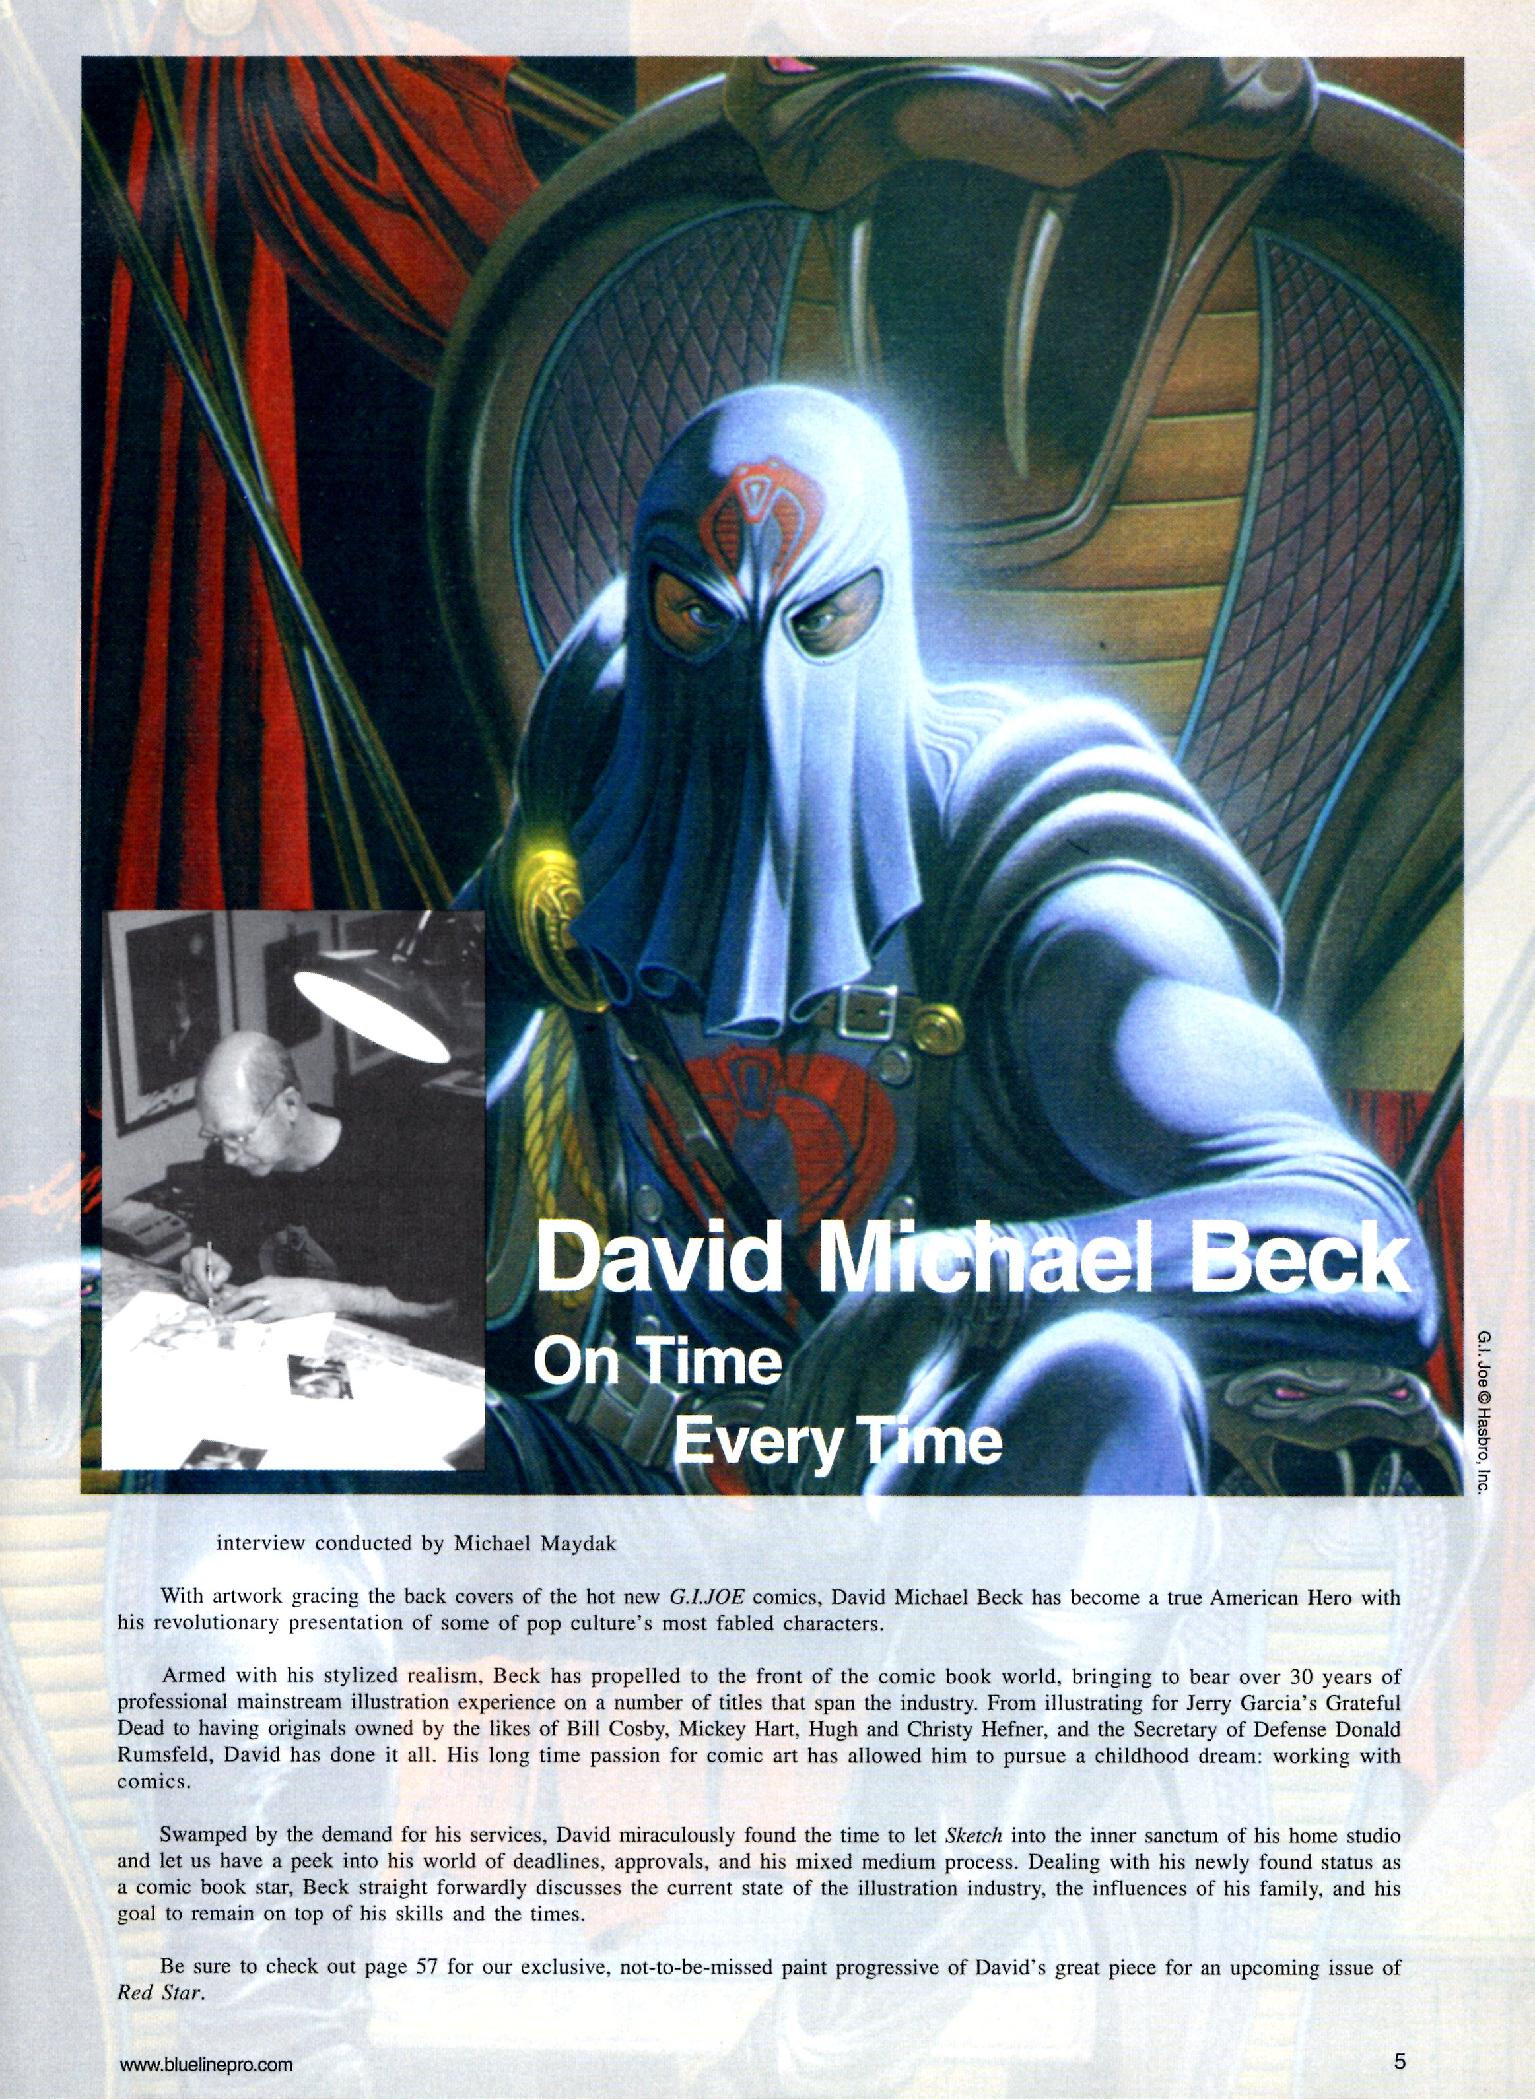 David Michael Beck
On Time
Every Time
G.I. Joe © Hasbro, Inc.
interview conducted by Michael Maydak
With artwork gracing the back covers of the hot new G.I.JOE comics, David Michael Beck has become a true American Hero with
his revolutionary presentation of some of pop culture's most fabled characters.
Armed with his stylized realism, Beck has propelled to the front of the comic book world, bringing to bear over 30 years of
professional mainstream illustration experience on a number of titles that span the industry. From illustrating for Jerry Garcia's Grateful
Dead to having originals owned by the likes of Bill Cosby, Mickey Hart, Hugh and Christy Hefner, and the Secretary of Defense Donald
Rumsfeld, David has done it all. His long time passion for comic art has allowed him to pursue a childhood dream: working with
comics.
Swamped by the demand for his services, David miraculously found the time to let Sketch into the inner sanctum of his home studio
and let us have a peek into his world of deadlines, approvals, and his mixed medium process. Dealing with his newly found status as
a comic book star, Beck straight forwardly discusses the current state of the illustration industry, the influences of his family, and his
goal to remain on top of his skills and the times.
Be sure to check out page 57 for our exclusive, not-to-be-missed paint progressive of David's great piece for an upcoming issue of
Red Star.
www.bluelinepro.com
5